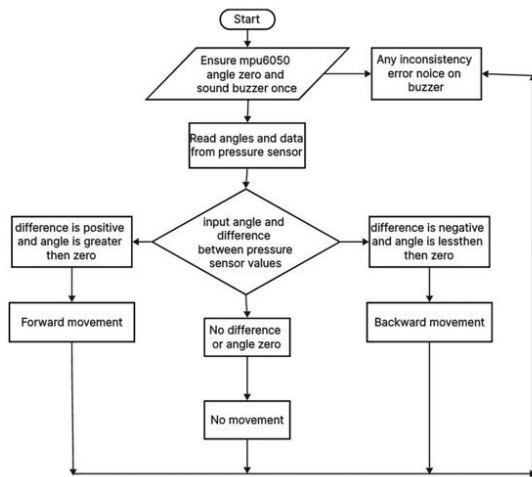 Start
Ensure mpu6050
angle zero and
sound buzzer once
Any inconsistency
error noice on
buzzer
Read angles and data
from pressure sensor
difference is positive
and angle is greater
then zero
input angle and
difference
between pressure
sensor values
difference is negative
and angle is lessthen
then zero
Forward movement
No difference
or angle zero
Backward movement
No movement